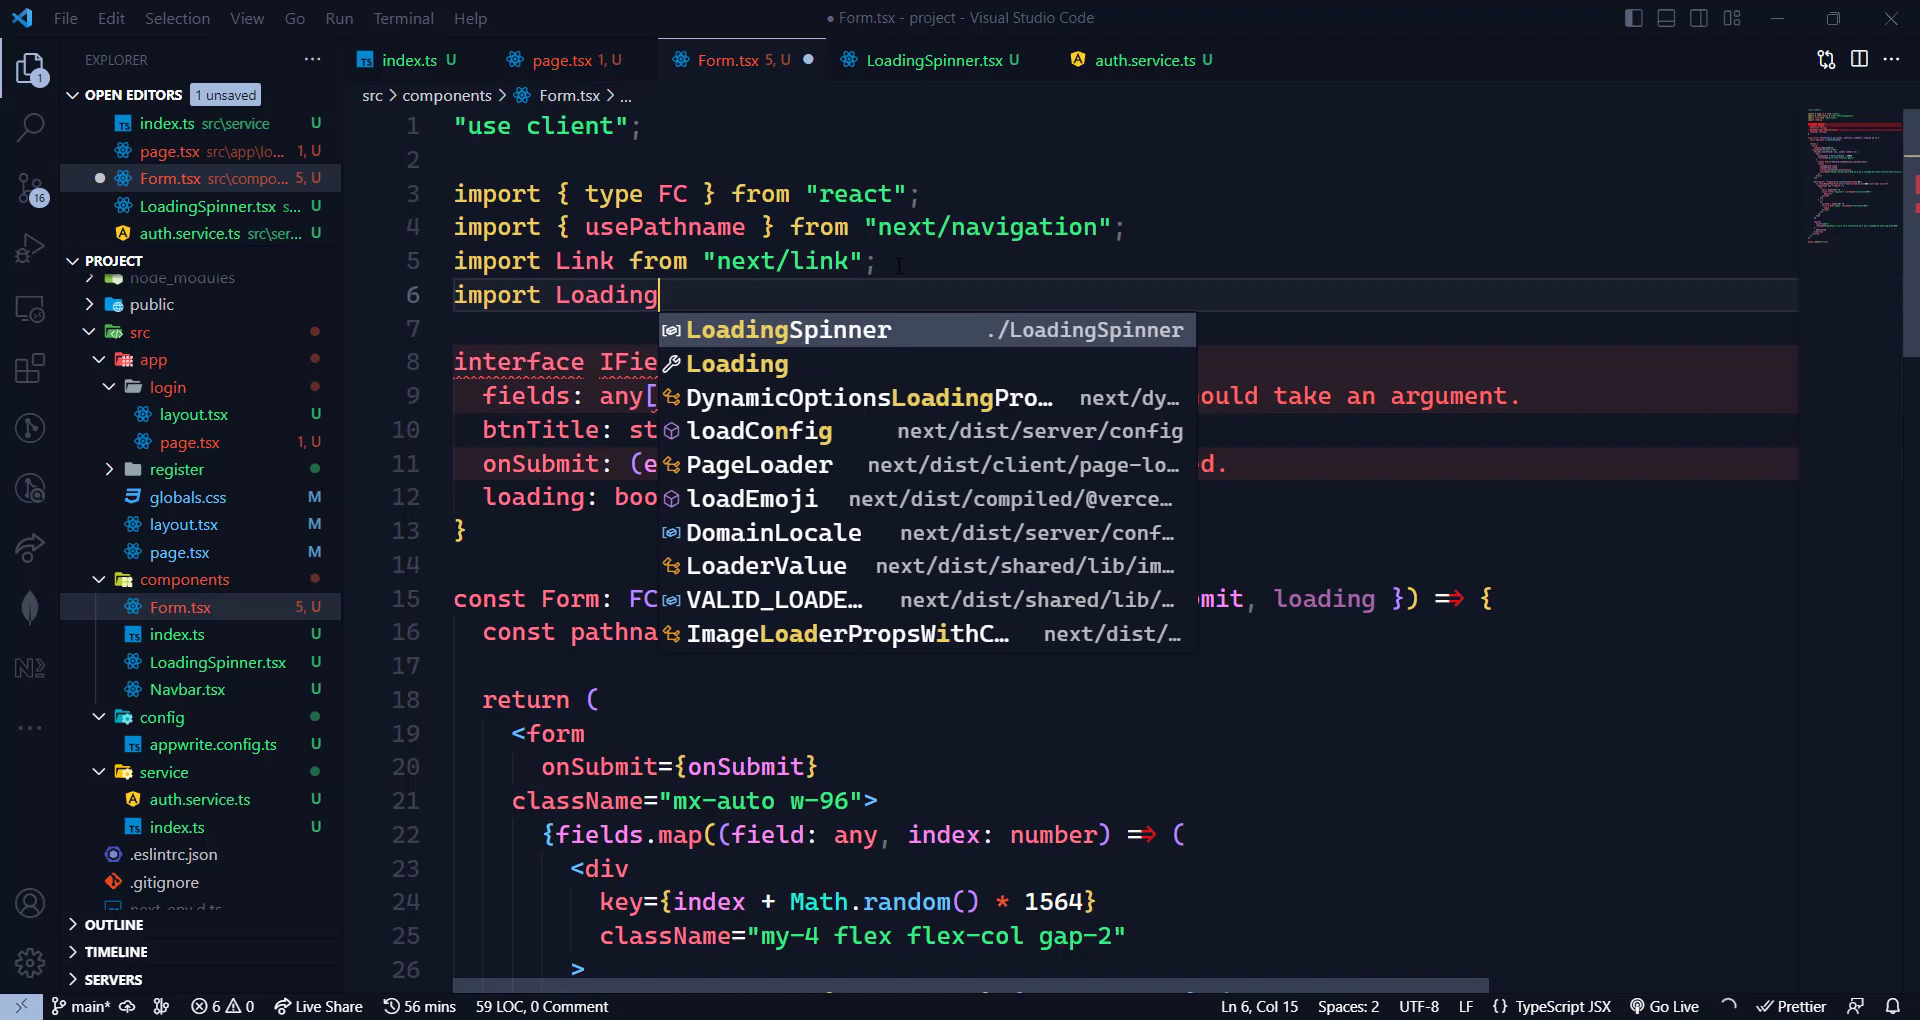 File Edit Selection View Go Run Terminal Help
● Form.tsx - project - Visual Studio Code
EXPLORER
index.ts U
page.tsx 1, U
Form.tsx 5, U
LoadingSpinner.tsx U
auth.service.ts U
OPEN EDITORS 1 unsaved
index.ts src\service U
page.tsx src\app\lo... 1, U
Form.tsx src\compo... 5, U
LoadingSpinner.tsx s... U
auth.service.ts src\ser... U
PROJECT
node_modules
public
src
app
login
layout.tsx U
page.tsx 1, U
register
globals.css M
layout.tsx M
page.tsx M
components
Form.tsx 5, U
index.ts U
LoadingSpinner.tsx U
Navbar.tsx U
config
appwrite.config.ts U
service
auth.service.ts U
index.ts U
.eslintrc.json
.gitignore
OUTLINE
TIMELINE
SERVERS
1
16
src > components > Form.tsx > ...
1 "use client";
2
3 import { type FC } from "react";
4 import { usePathname } from "next/navigation";
5 import Link from "next/link";
6 import Loading
7
8 interface IFie
9 fields: any[ ould take an argument.
10 btnTitle: st
11 onSubmit: (e d.
12 loading: boo
13 }
14
15 const Form: FC mit, loading }) => {
16 const pathna
17
18 return (
19 <form
20 onSubmit={onSubmit}
21 className="mx-auto w-96">
22 {fields.map((field: any, index: number) => (
23 <div
24 key={index + Math.random() * 1564}
25 className="my-4 flex flex-col gap-2"
26 >
LoadingSpinner ./LoadingSpinner
Loading
DynamicOptionsLoadingPro... next/dy...
loadConfig next/dist/server/config
PageLoader next/dist/client/page-lo...
loadEmoji next/dist/compiled/@verce...
DomainLocale next/dist/server/conf...
LoaderValue next/dist/shared/lib/im...
VALID_LOADE... next/dist/shared/lib/...
ImageLoaderPropsWithC... next/dist/...
main* 6 0 Live Share 56 mins 59 LOC, 0 Comment
Ln 6, Col 15 Spaces: 2 UTF-8 LF {} TypeScript JSX Go Live Prettier